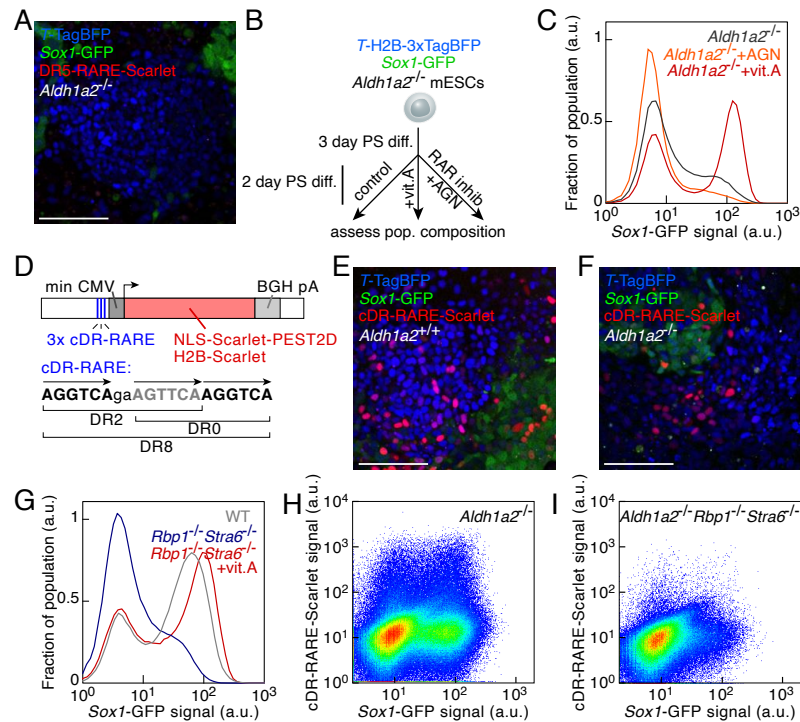 A
T-TagBFP
Sox1-GFP
DR5-RARE-Scarlet
Aldh1a2-/-
B
T-H2B-3xTagBFP
Sox1-GFP
Aldh1a2-/- mESCs
3 day PS diff.
2 day PS diff.
control
+vit.A
RAR inhib
+AGN
assess pop. composition
C
Fraction of population (a.u.)
1
0.5
0
Aldh1a2-/-
Aldh1a2-/-+AGN
Aldh1a2-/-+vit.A
10^0 10^1 10^2 10^3
Sox1-GFP signal (a.u.)
D
min CMV
BGH pA
3x cDR-RARE
NLS-Scarlet-PEST2D
H2B-Scarlet
cDR-RARE:
AGGTCAgaAGTTCAAGGTCA
DR2
DR0
DR8
E
T-TagBFP
Sox1-GFP
cDR-RARE-Scarlet
Aldh1a2+/+
F
T-TagBFP
Sox1-GFP
cDR-RARE-Scarlet
Aldh1a2-/-
G
Fraction of population (a.u.)
1
0.5
0
WT
Rbp1-/-Stra6-/-
Rbp1-/-Stra6-/-
+vit.A
10^0 10^1 10^2 10^3
Sox1-GFP signal (a.u.)
H
cDR-RARE-Scarlet signal (a.u.)
10^4
10^3
10^2
10^1
10^0
Aldh1a2-/-
10^1 10^2 10^3
Sox1-GFP signal (a.u.)
I
cDR-RARE-Scarlet signal (a.u.)
10^4
10^3
10^2
10^1
10^0
Aldh1a2-/-Rbp1-/-Stra6-/-
10^1 10^2 10^3
Sox1-GFP signal (a.u.)